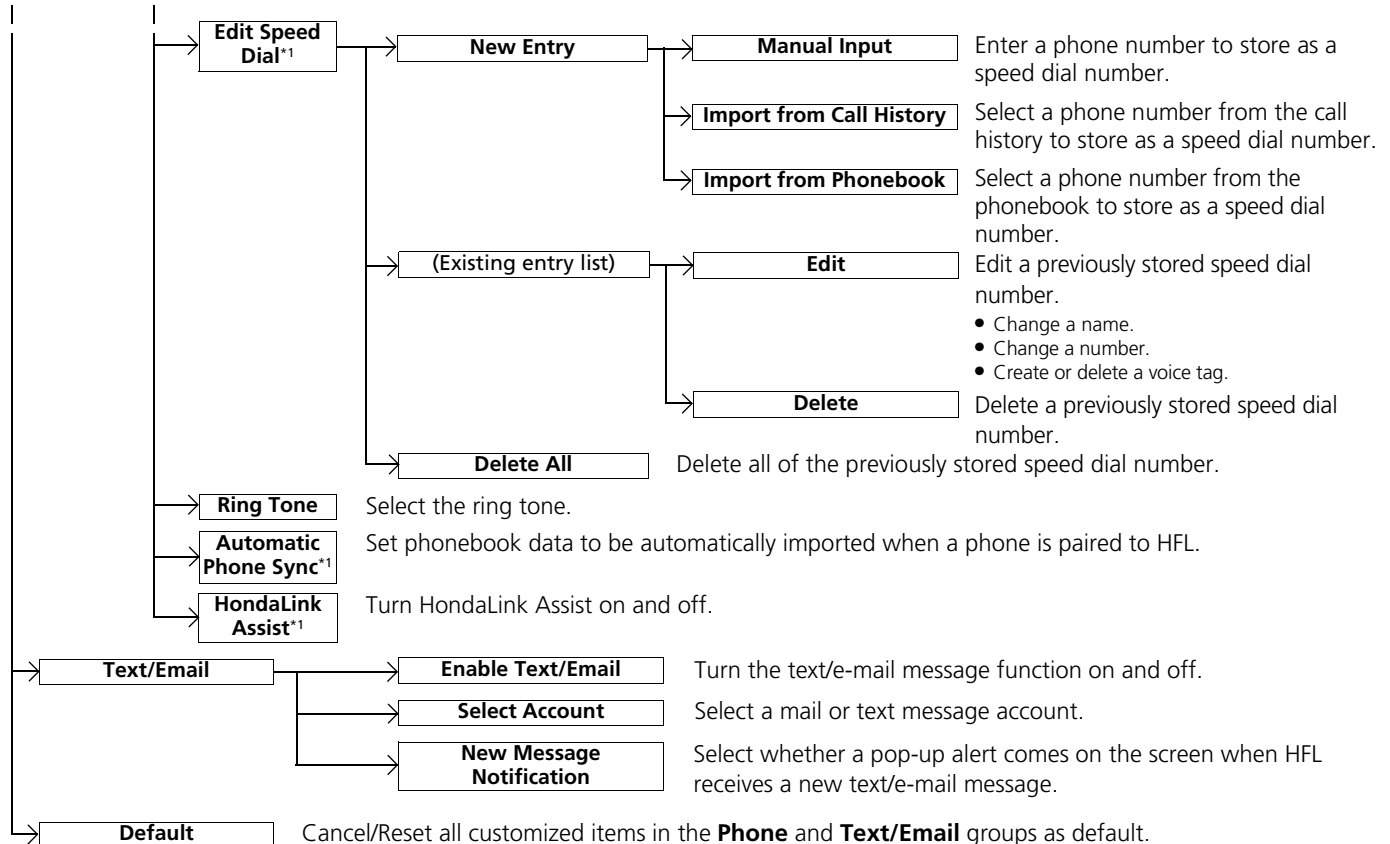 Edit Speed
Dial*1
New Entry
Manual Input
Enter a phone number to store as a
speed dial number.
Import from Call History
Select a phone number from the call
history to store as a speed dial number.
Import from Phonebook
Select a phone number from the
phonebook to store as a speed dial
number.
(Existing entry list)
Edit
Edit a previously stored speed dial
number.
● Change a name.
● Change a number.
● Create or delete a voice tag.
Delete
Delete a previously stored speed dial
number.
Delete All
Delete all of the previously stored speed dial number.
Ring Tone
Select the ring tone.
Automatic
Phone Sync*1
Set phonebook data to be automatically imported when a phone is paired to HFL.
HondaLink
Assist*1
Turn HondaLink Assist on and off.
Text/Email
Enable Text/Email
Turn the text/e-mail message function on and off.
Select Account
Select a mail or text message account.
New Message
Notification
Select whether a pop-up alert comes on the screen when HFL
receives a new text/e-mail message.
Default
Cancel/Reset all customized items in the Phone and Text/Email groups as default.